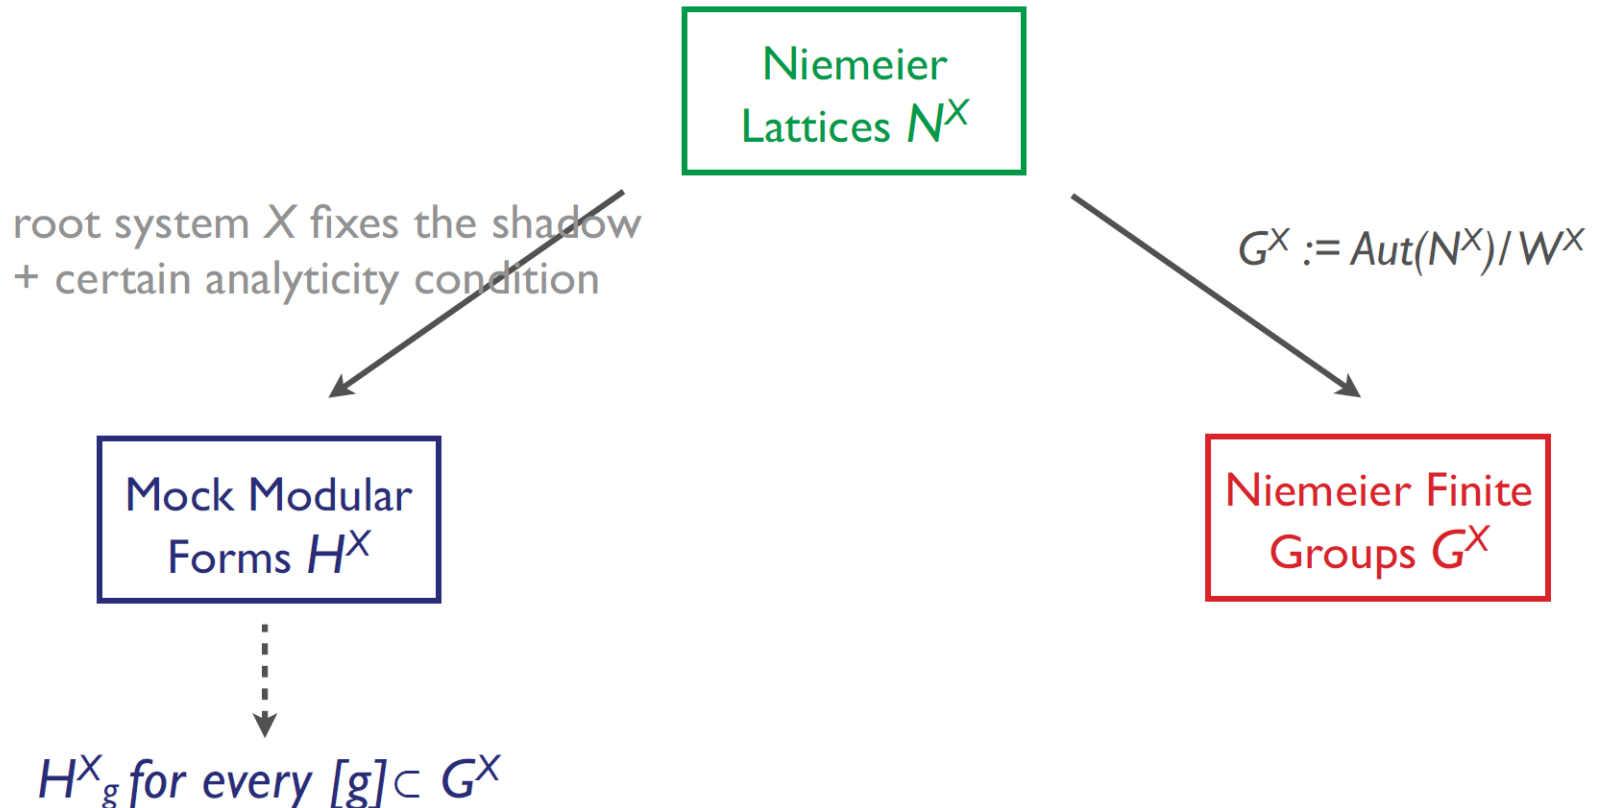 Niemeier
Lattices N^X
root system X fixes the shadow
+ certain analyticity condition
G^X := Aut(N^X)/W^X
Mock Modular
Forms H^X
Niemeier Finite
Groups G^X
H^X_g for every [g]⊂ G^X